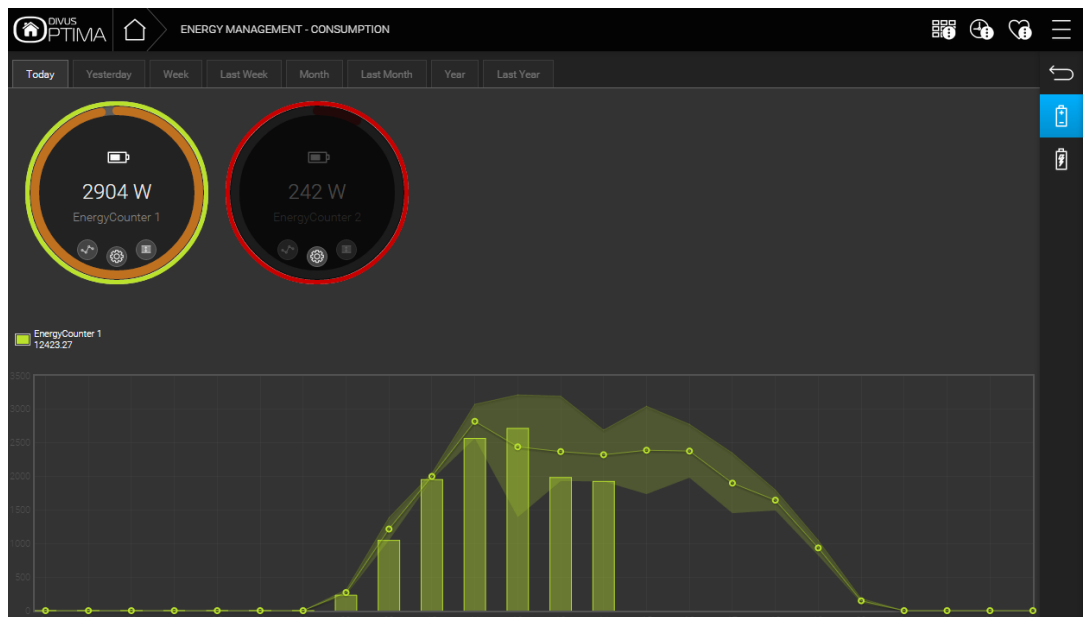 DIVUS
OPTIMA
ENERGY MANAGEMENT - CONSUMPTION
Today Yesterday Week Last Week Month Last Month Year Last Year
2904 W
EnergyCounter 1
242 W
EnergyCounter 2
EnergyCounter 1
12423.27
3500
3000
2500
2000
1500
1000
500
0